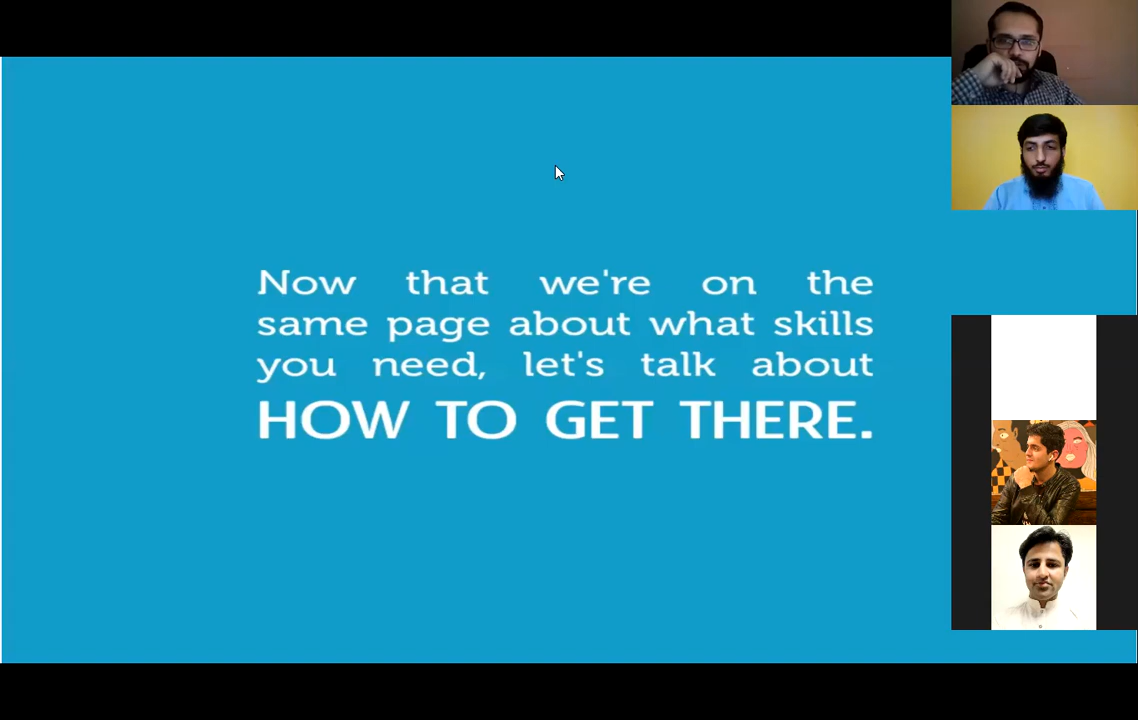 Now that we're on the
same page about what skills
you need, let's talk about
HOW TO GET THERE.